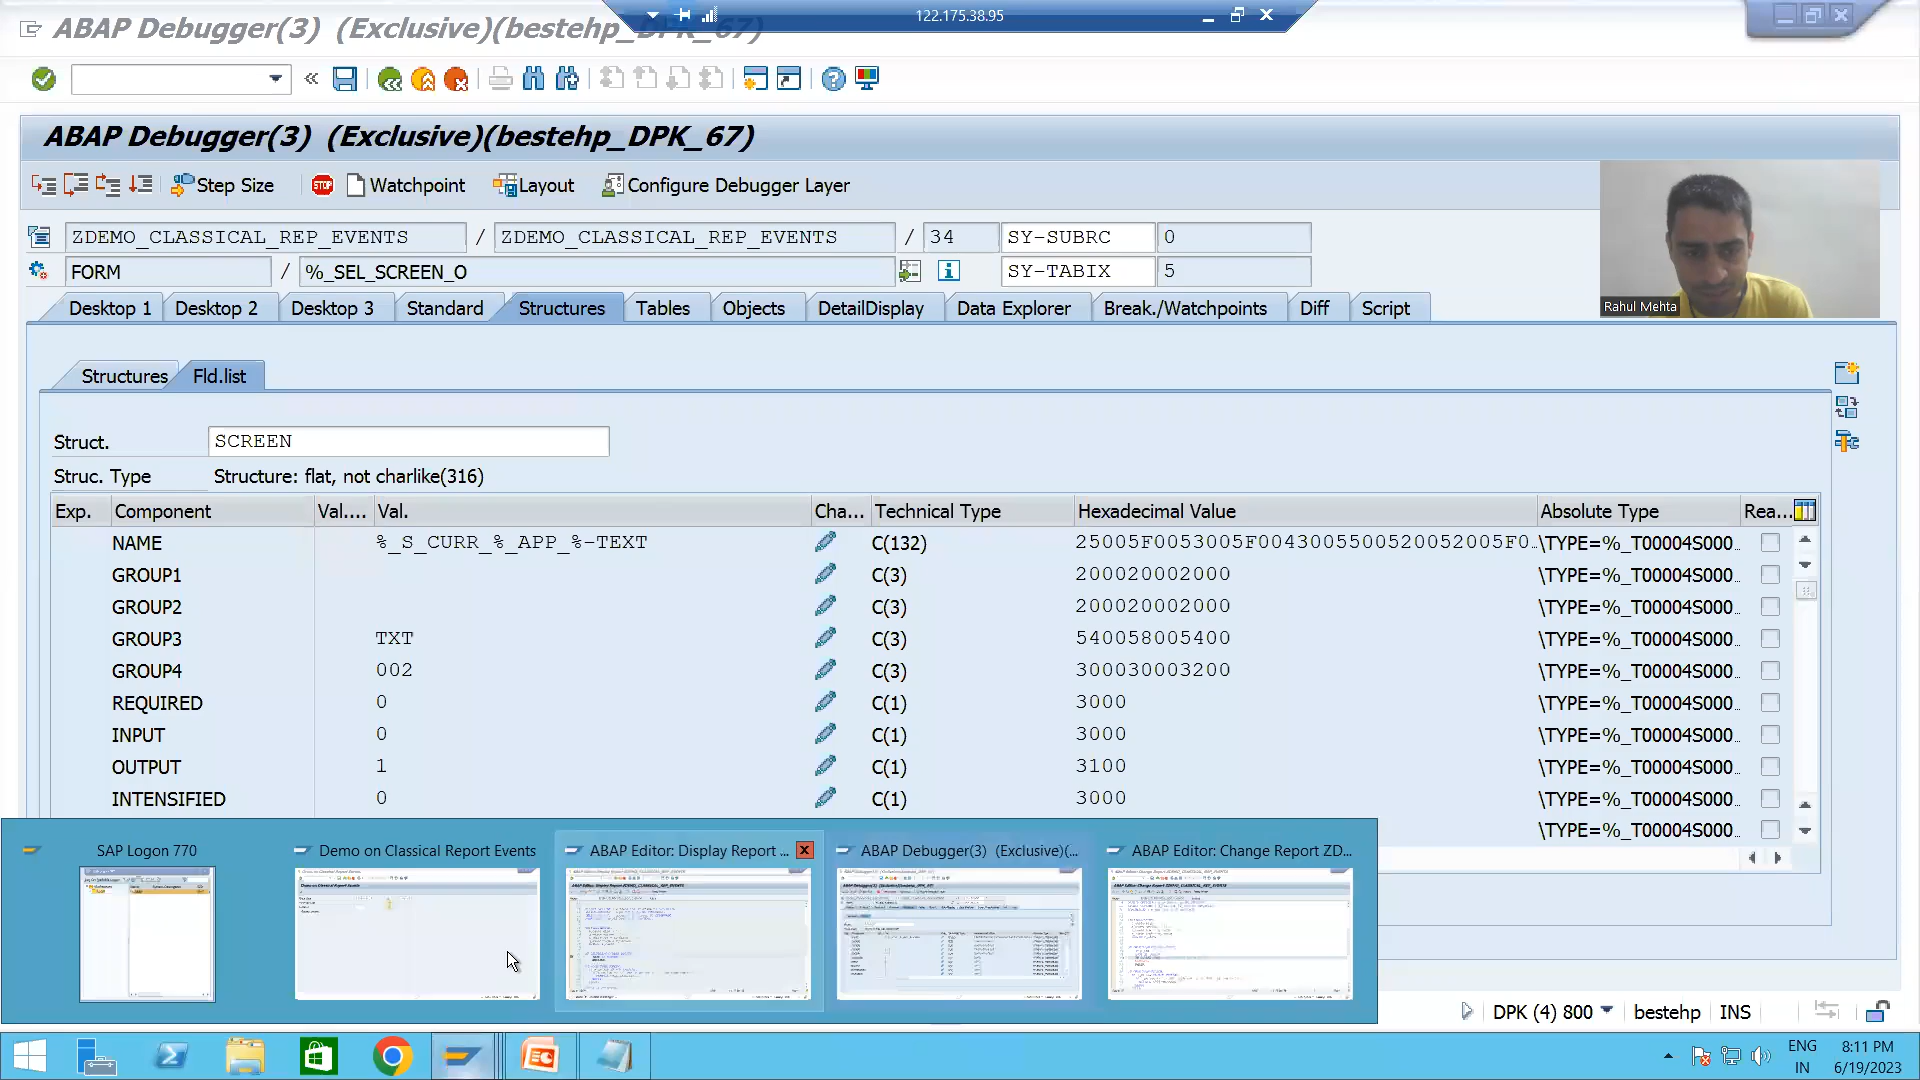 ABAP Debugger(3) (Exclusive)(bestehp_DPK_67)
122.175.38.95
ABAP Debugger(3) (Exclusive)(bestehp_DPK_67)
Step Size
STOP
Watchpoint
Layout
Configure Debugger Layer
ZDEMO_CLASSICAL_REP_EVENTS / ZDEMO_CLASSICAL_REP_EVENTS / 34 SY-SUBRC 0
FORM / %_SEL_SCREEN_O SY-TABIX 5
Rahul Mehta
Desktop 1 Desktop 2 Desktop 3 Standard Structures Tables Objects DetailDisplay Data Explorer Break./Watchpoints Diff Script
Structures Fld.list
Struct. SCREEN
Struc. Type Structure: flat, not charlike(316)
Exp. Component Val.... Val. Cha... Technical Type Hexadecimal Value Absolute Type Rea...
NAME %_S_CURR_%_APP_%-TEXT C(132) 25005F0053005F0043005500520052005F0.. \TYPE=%_T00004S000..
GROUP1 C(3) 200020002000 \TYPE=%_T00004S000..
GROUP2 C(3) 200020002000 \TYPE=%_T00004S000..
GROUP3 TXT C(3) 540058005400 \TYPE=%_T00004S000..
GROUP4 002 C(3) 300030003200 \TYPE=%_T00004S000..
REQUIRED 0 C(1) 3000 \TYPE=%_T00004S000..
INPUT 0 C(1) 3000 \TYPE=%_T00004S000..
OUTPUT 1 C(1) 3100 \TYPE=%_T00004S000..
INTENSIFIED 0 C(1) 3000 \TYPE=%_T00004S000..
\TYPE=%_T00004S000..
SAP Logon 770
Demo on Classical Report Events
ABAP Editor: Display Report ...
ABAP Debugger(3) (Exclusive)(...
ABAP Editor: Change Report ZD...
DPK (4) 800 bestehp INS
ENG 8:11 PM
IN 6/19/2023